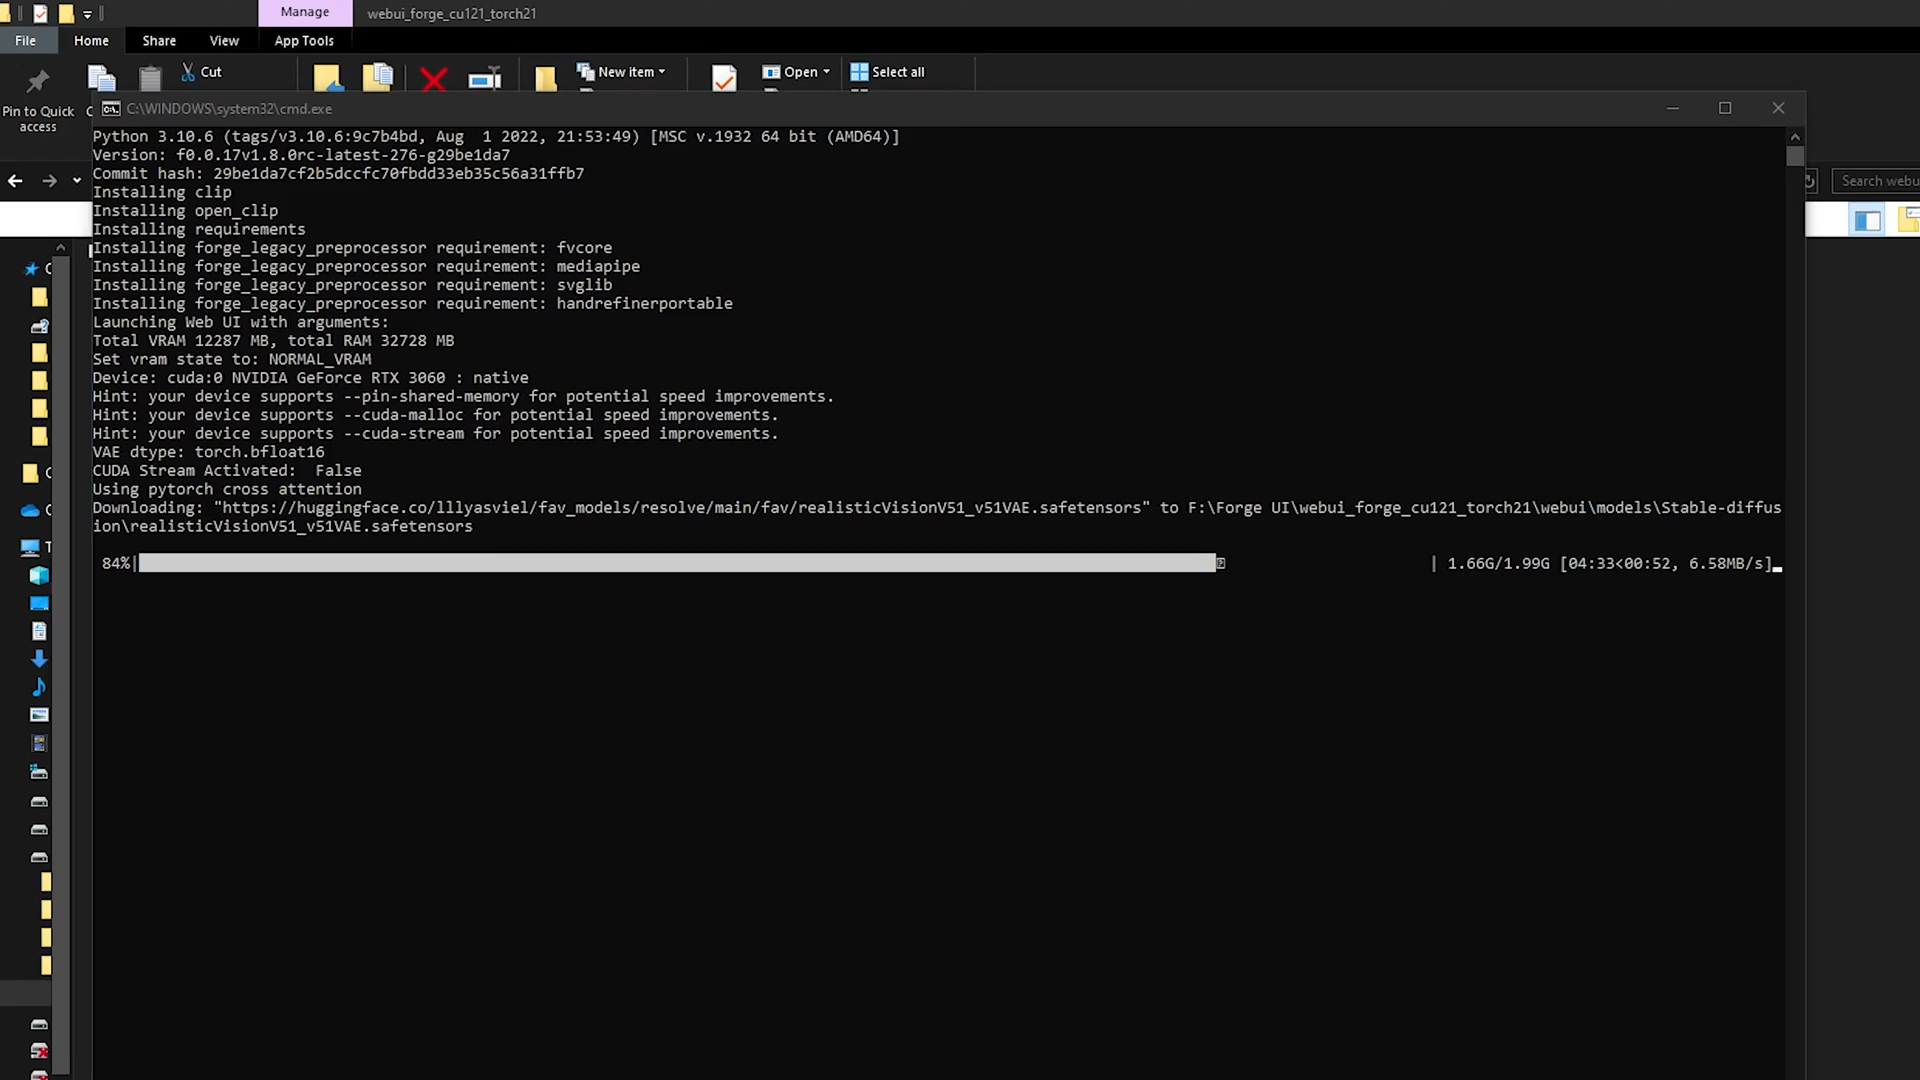 Manage
webui_forge_cu121_torch21
File
Home
Share
View
App Tools
Pin to Quick
access
Cut
New item
Open
Select all
C:\WINDOWS\system32\cmd.exe
Search webu
Python 3.10.6 (tags/v3.10.6:9c7b4bd, Aug  1 2022, 21:53:49) [MSC v.1932 64 bit (AMD64)]
Version: f0.0.17v1.8.0rc-latest-276-g29be1da7
Commit hash: 29be1da7cf2b5dccfc70fbdd33eb35c56a31ffb7
Installing clip
Installing open_clip
Installing requirements
Installing forge_legacy_preprocessor requirement: fvcore
Installing forge_legacy_preprocessor requirement: mediapipe
Installing forge_legacy_preprocessor requirement: svglib
Installing forge_legacy_preprocessor requirement: handrefinerportable
Launching Web UI with arguments:
Total VRAM 12287 MB, total RAM 32728 MB
Set vram state to: NORMAL_VRAM
Device: cuda:0 NVIDIA GeForce RTX 3060 : native
Hint: your device supports --pin-shared-memory for potential speed improvements.
Hint: your device supports --cuda-malloc for potential speed improvements.
Hint: your device supports --cuda-stream for potential speed improvements.
VAE dtype: torch.bfloat16
CUDA Stream Activated:  False
Using pytorch cross attention
Downloading: "https://huggingface.co/lllyasviel/fav_models/resolve/main/fav/realisticVisionV51_v51VAE.safetensors" to F:\Forge UI\webui_forge_cu121_torch21\webui\models\Stable-diffus
ion\realisticVisionV51_v51VAE.safetensors
84%| | 1.66G/1.99G [04:33<00:52, 6.58MB/s]